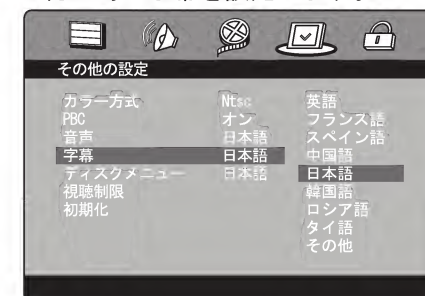 その他の設定
カラー方式 Ntsc 英語
PBC オン フランス語
音声 日本語 スペイン語
字幕 日本語 中国語
ディスクメニュー 日本語 日本語
視聴制限 韓国語
初期化 ロシア語
タイ語
その他